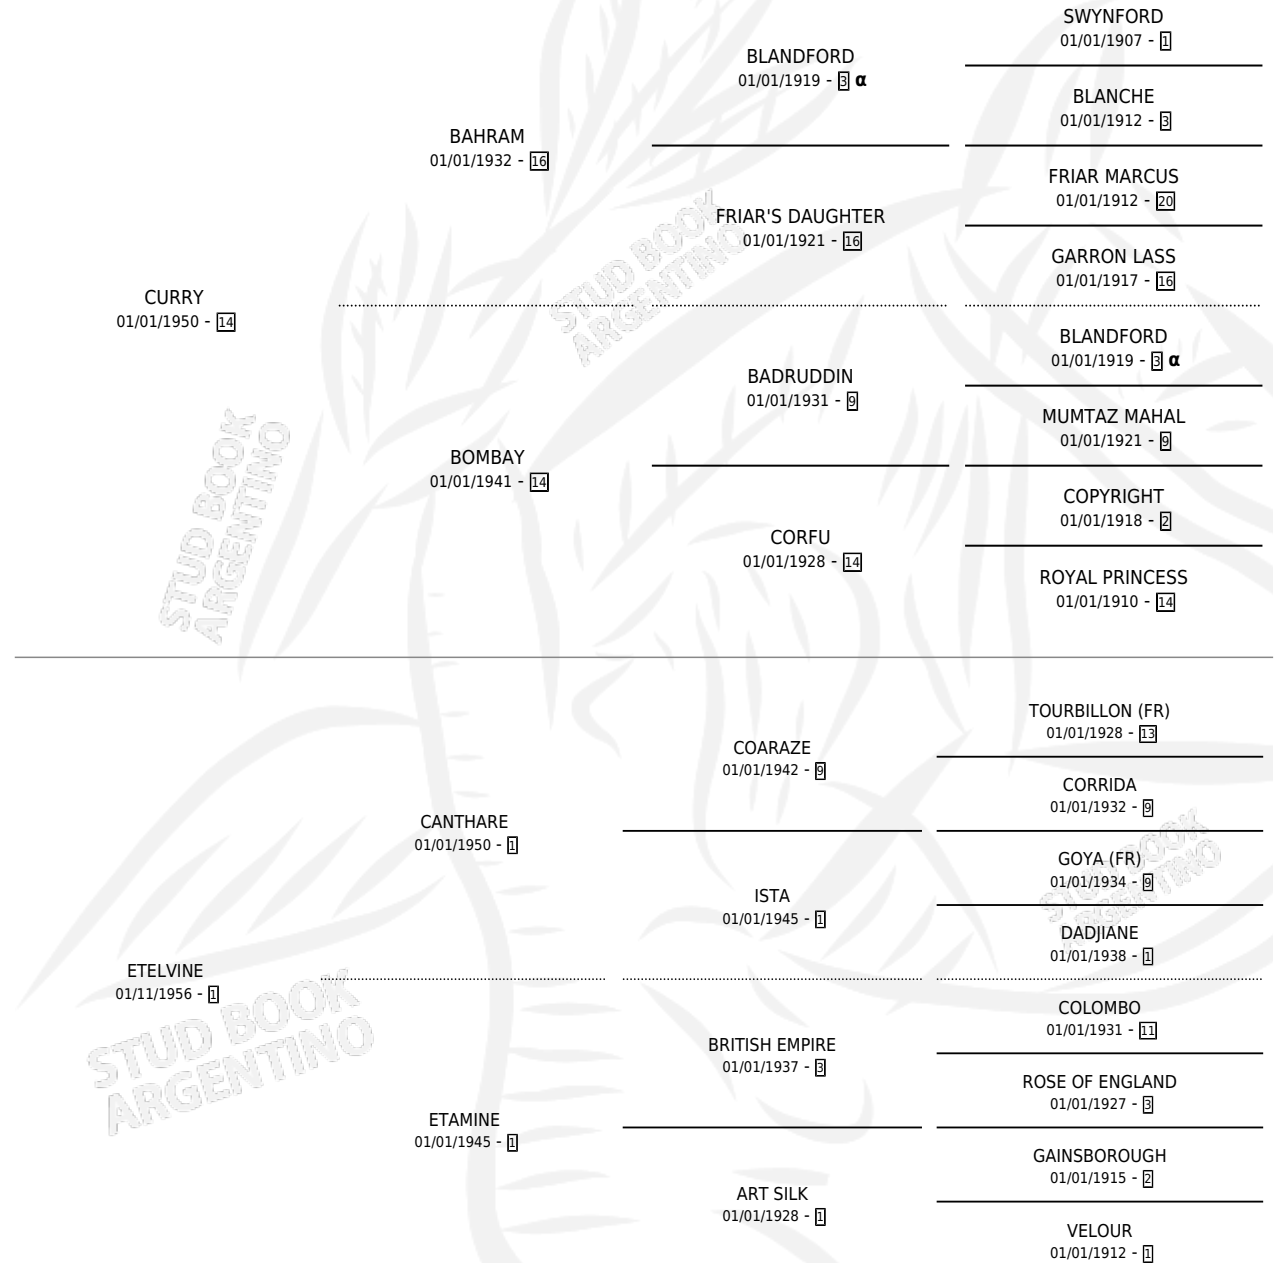 SWYNFORD
01/01/1907 - 1
BLANDFORD
01/01/1919 - 3 α
BLANCHE
01/01/1912 - 3
BAHRAM
01/01/1932 - 16
FRIAR MARCUS
01/01/1912 - 20
FRIAR'S DAUGHTER
01/01/1921 - 16
GARRON LASS
01/01/1917 - 16
CURRY
01/01/1950 - 14
BLANDFORD
01/01/1919 - 3 α
BADRUDDIN
01/01/1931 - 9
MUMTAZ MAHAL
01/01/1921 - 9
BOMBAY
01/01/1941 - 14
COPYRIGHT
01/01/1918 - 2
CORFU
01/01/1928 - 14
ROYAL PRINCESS
01/01/1910 - 14
TOURBILLON (FR)
01/01/1928 - 13
COARAZE
01/01/1942 - 9
CORRIDA
01/01/1932 - 9
CANTHARE
01/01/1950 - 1
GOYA (FR)
01/01/1934 - 9
ISTA
01/01/1945 - 1
DADJIANE
01/01/1938 - 1
ETELVINE
01/11/1956 - 1
COLOMBO
01/01/1931 - 11
BRITISH EMPIRE
01/01/1937 - 3
ROSE OF ENGLAND
01/01/1927 - 3
ETAMINE
01/01/1945 - 1
GAINSBOROUGH
01/01/1915 - 2
ART SILK
01/01/1928 - 1
VELOUR
01/01/1912 - 1
STUD BOOK
ARGENTINO
STUD BOOK
ARGENTINO
STUD BOOK
ARGENTINO
STUD BOOK
ARGENTINO